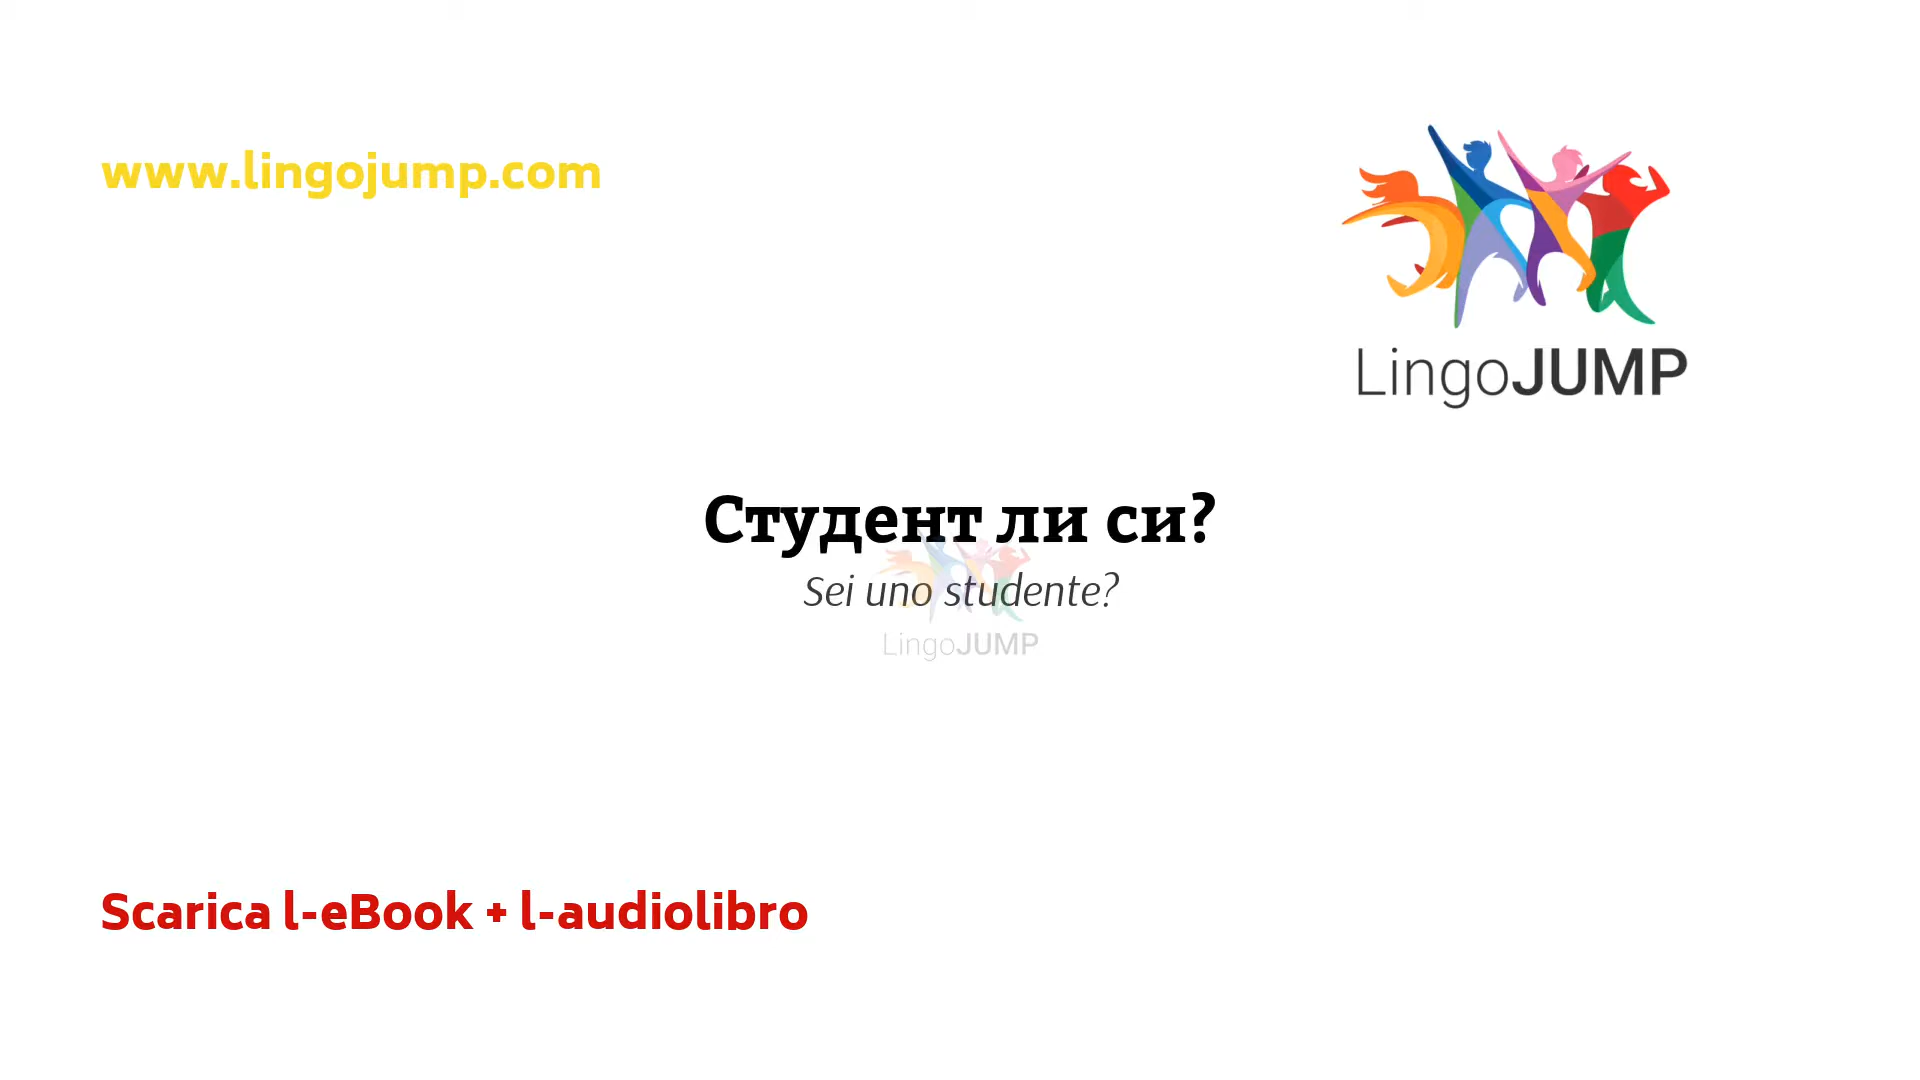 www.lingojump.com
LingoJUMP
Студент ли си?
Sei uno studente?
LingoJUMP
Scarica l-eBook + l-audiolibro